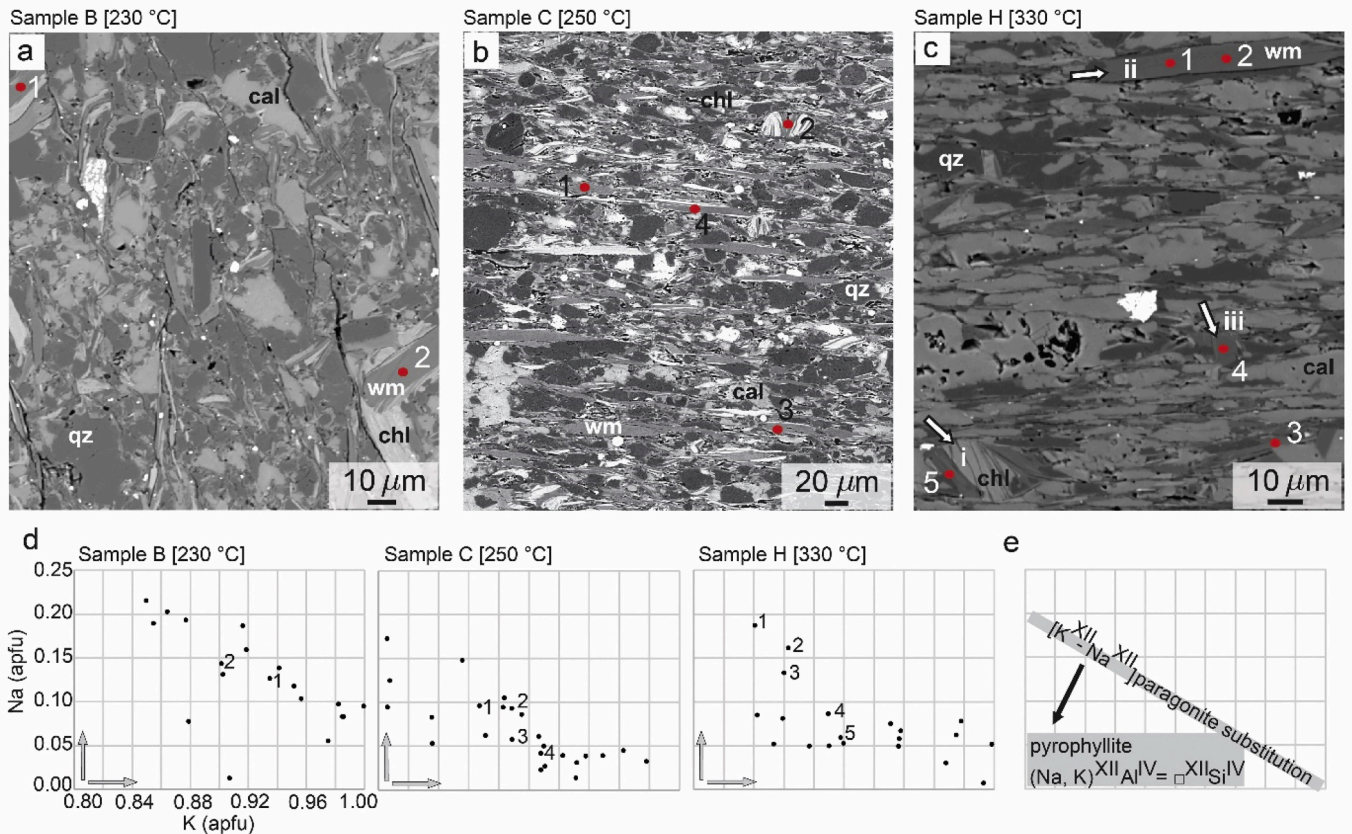 Sample B [230 °C]
Sample C [250 °C]
Sample H [330 °C]
a
1
cal
2
wm
qz
chl
10 μm
b
chl
2
1
4
qz
cal
3
wm
20 μm
c
ii
1
2
wm
qz
iii
4
cal
3
i
5
chl
10 μm
d
Sample B [230 °C]
Sample C [250 °C]
Sample H [330 °C]
e
Na (apfu)
0.25
0.20
0.15
0.10
0.05
0.00
2
1
0.80 0.84 0.88 0.92 0.96 1.00
K (apfu)
1
2
3
4
1
2
3
4
5
[K^XII - Na^XII]paragonite substitution
pyrophyllite
(Na, K)^XII Al^IV = □^XII Si^IV